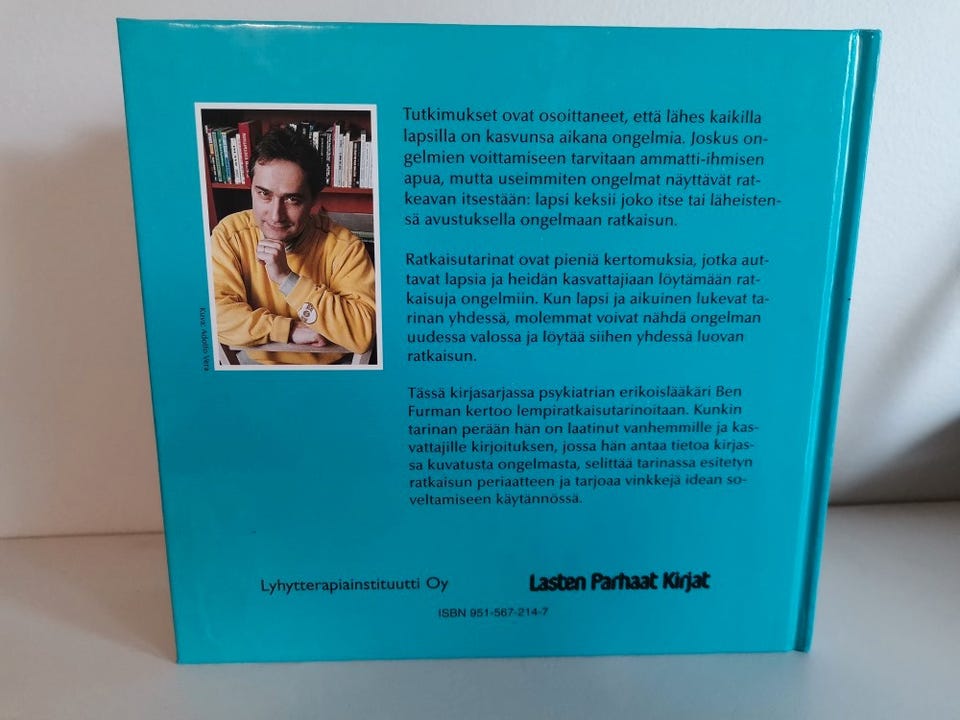 Tutkimukset ovat osoittaneet, että lähes kaikilla
lapsilla on kasvunsa aikana ongelmia. Joskus on-
gelmien voittamiseen tarvitaan ammatti-ihmisen
apua, mutta useimmiten ongelmat näyttävät rat-
keavan itsestään: lapsi keksii joko itse tai läheisten-
sä avustuksella ongelmaan ratkaisun.
Ratkaisutarinat ovat pieniä kertomuksia, jotka aut-
tavat lapsia ja heidän kasvattajiaan löytämään rat-
kaisuja ongelmiin. Kun lapsi ja aikuinen lukevat ta-
rinan yhdessä, molemmat voivat nähdä ongelman
uudessa valossa ja löytää siihen yhdessä luovan
ratkaisun.
Tässä kirjasarjassa psykiatrian erikoislääkäri Ben
Furman kertoo lempiratkaisutarinoitaan. Kunkin
tarinan perään hän on laatinut vanhemmille ja kas-
vattajille kirjoituksen, jossa hän antaa tietoa kirjas-
sa kuvatusta ongelmasta, selittää tarinassa esitetyn
ratkaisun periaatteen ja tarjoaa vinkkejä idean so-
veltamiseen käytännössä.
Kuva: Adolfo Vera
Lyhytterapiainstituutti Oy
Lasten Parhaat Kirjat
ISBN 951-567-214-7